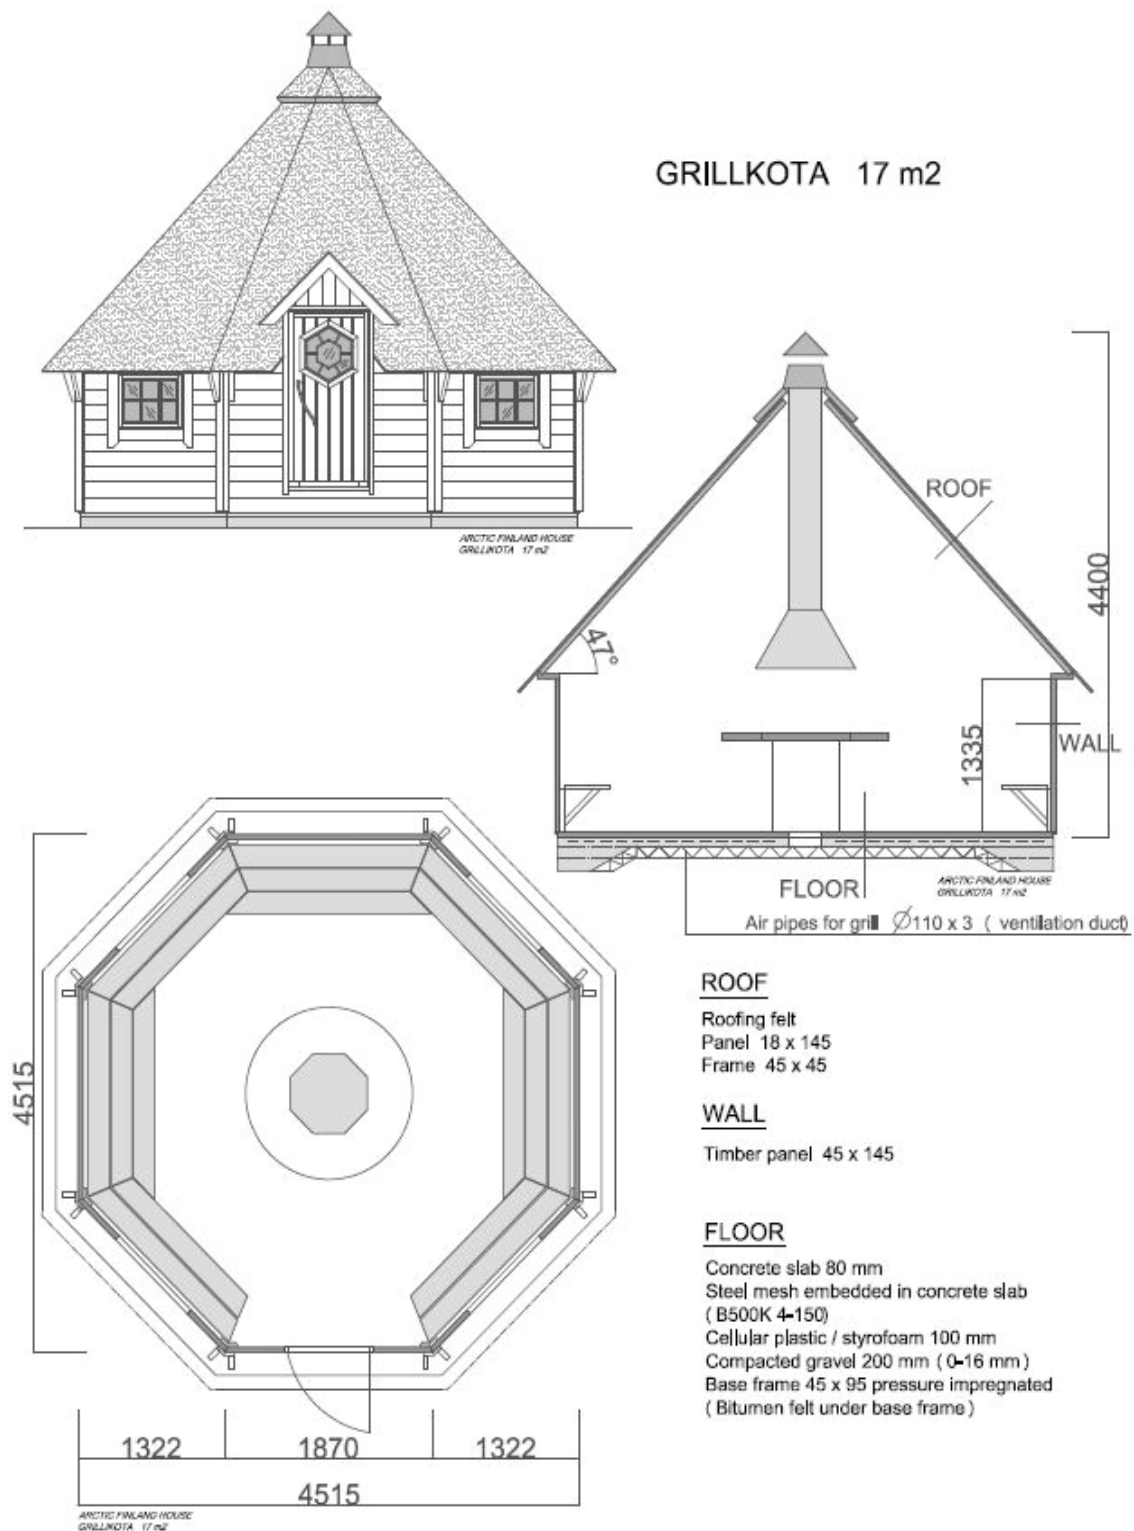 GRILLKOTA 17 m2
ARCTIC FINLAND HOUSE
GRILLIKOTA 17 m2
ROOF
4400
47°
1335
WALL
FLOOR
ARCTIC FINLAND HOUSE
GRILLIKOTA 17 m2
Air pipes for grill ∅110 x 3 ( ventilation duct)
4515
1322
1870
1322
4515
ARCTIC FINLAND HOUSE
GRILLIKOTA 17 m2
ROOF
Roofing felt
Panel 18 x 145
Frame 45 x 45
WALL
Timber panel 45 x 145
FLOOR
Concrete slab 80 mm
Steel mesh embedded in concrete slab
( B500K 4-150)
Cellular plastic / styrofoam 100 mm
Compacted gravel 200 mm ( 0-16 mm )
Base frame 45 x 95 pressure impregnated
( Bitumen felt under base frame )